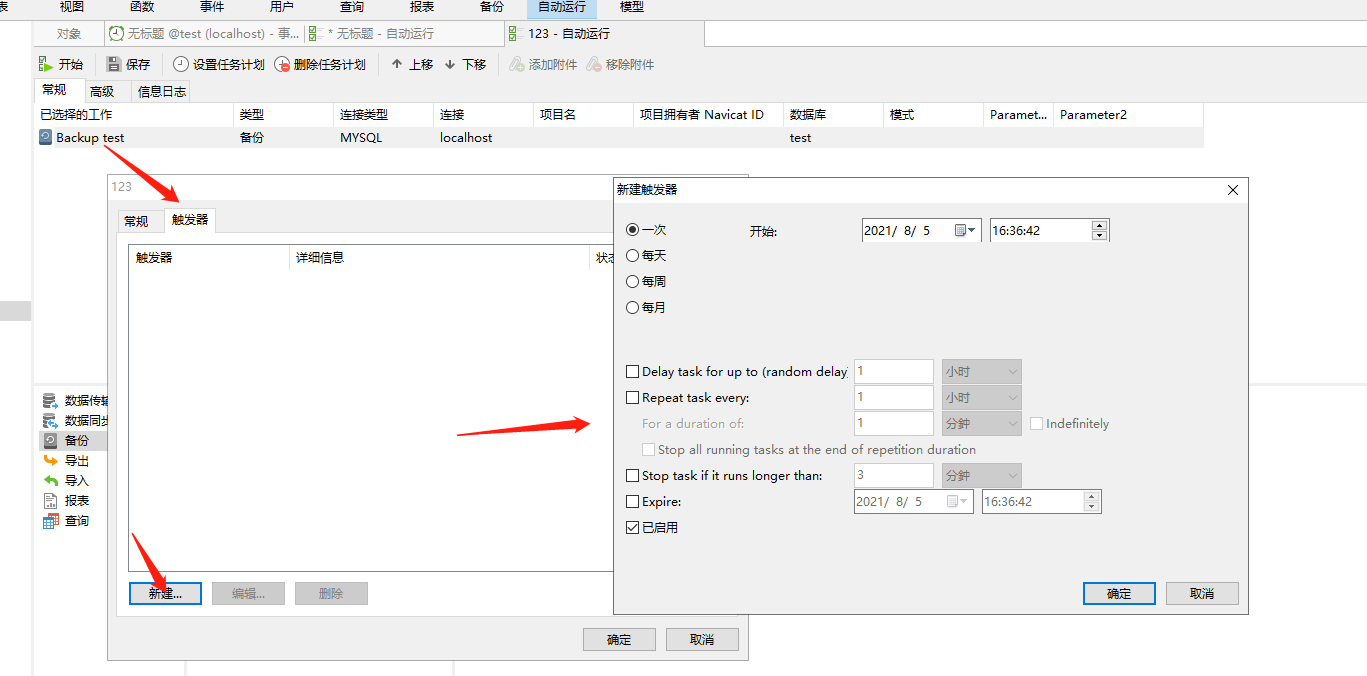 表 视图 函数 事件 用户 查询 报表 备份 自动运行 模型
对象 无标题 @test (localhost) - 事... * 无标题 - 自动运行 123 - 自动运行
开始 保存 设置任务计划 删除任务计划 上移 下移 添加附件 移除附件
常规 高级 信息日志
已选择的工作 类型 连接类型 连接 项目名 项目拥有者 Navicat ID 数据库 模式 Paramet... Parameter2
Backup test 备份 MYSQL localhost test
123
常规 触发器
触发器 详细信息 状态
新建... 编辑... 删除
确定 取消
新建触发器
一次 开始: 2021/ 8/ 5 16:36:42
每天
每周
每月
Delay task for up to (random delay) 1 小时
Repeat task every: 1 小时
For a duration of: 1 分钟 Indefinitely
Stop all running tasks at the end of repetition duration
Stop task if it runs longer than: 3 分钟
Expire: 2021/ 8/ 5 16:36:42
已启用
确定 取消
数据传输
数据同步
备份
导出
导入
报表
查询